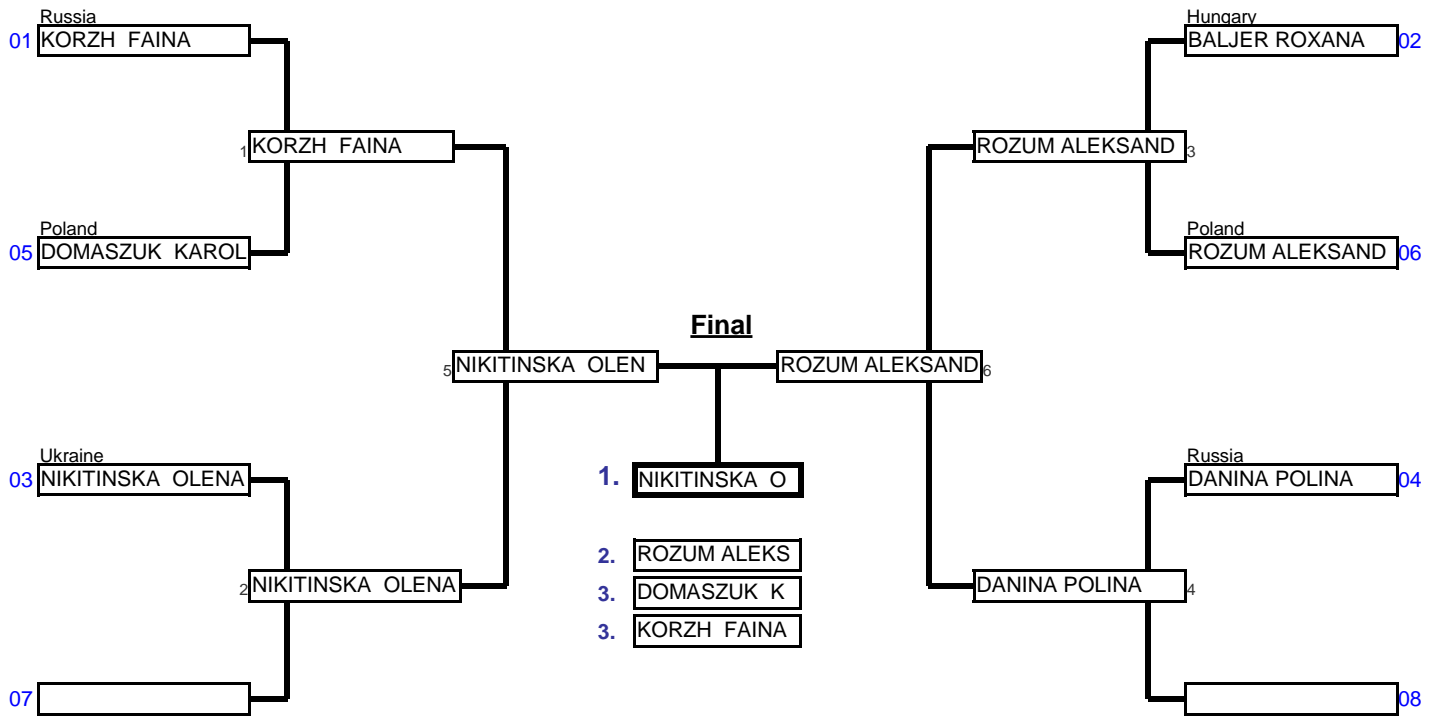 Russia
01 KORZH FAINA
Hungary
BALJER ROXANA 02
1 KORZH FAINA
ROZUM ALEKSAND 3
Poland
05 DOMASZUK KAROL
Poland
ROZUM ALEKSAND 06
Final
5 NIKITINSKA OLEN
ROZUM ALEKSAND 6
Ukraine
03 NIKITINSKA OLENA
1. NIKITINSKA O
Russia
DANINA POLINA 04
2. ROZUM ALEKS
3. DOMASZUK K
3. KORZH FAINA
2 NIKITINSKA OLENA
DANINA POLINA 4
07
08